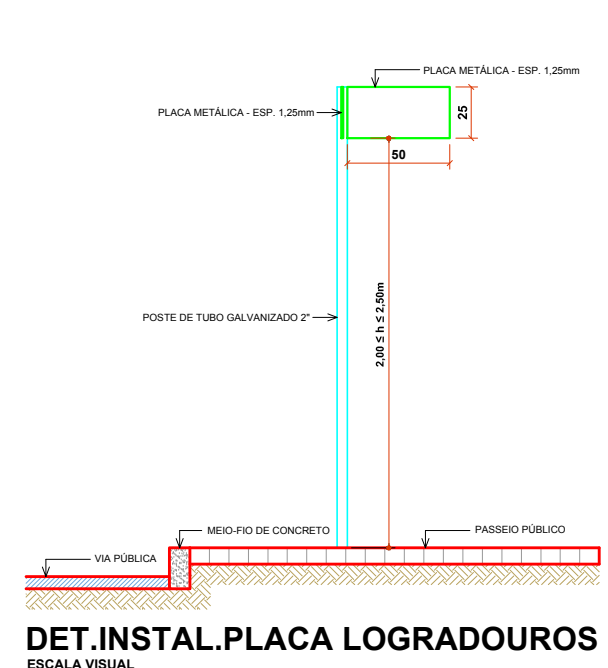 PLACA METÁLICA - ESP. 1,25mm
PLACA METÁLICA - ESP. 1,25mm
25
50
2,00 ≤ h ≤ 2,50m
POSTE DE TUBO GALVANIZADO 2"
MEIO-FIO DE CONCRETO
PASSEIO PÚBLICO
VIA PÚBLICA
DET.INSTAL.PLACA LOGRADOUROS
ESCALA VISUAL